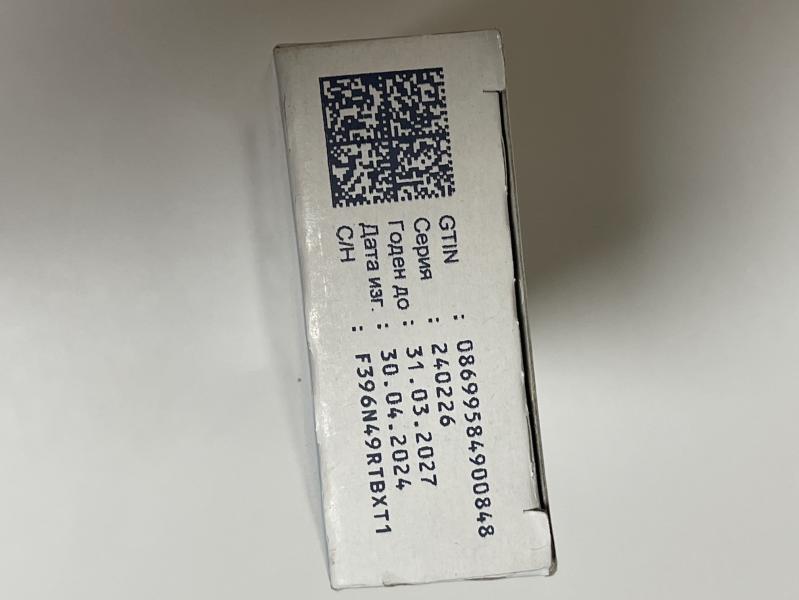 GTIN : 08699584900848
Серия : 240226
Годен до : 31.03.2027
Дата изг. : 30.04.2024
С/Н : F396N49RTBXT1